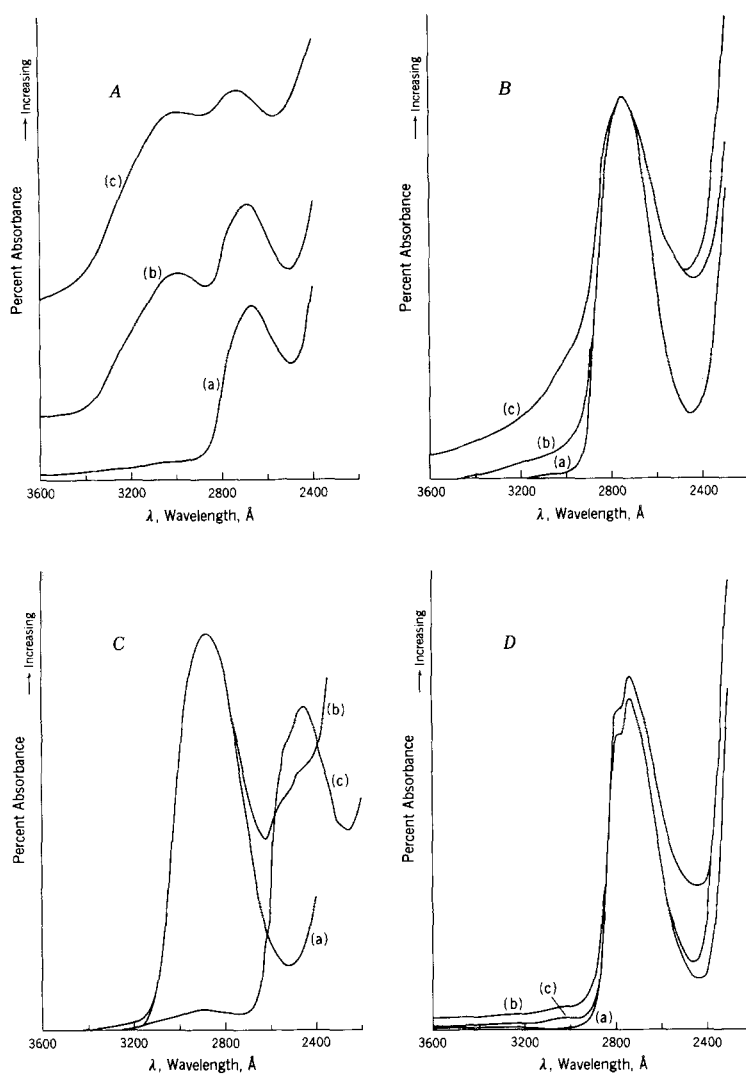 A
→ Increasing
Percent Absorbance
(c)
(b)
(a)
3600 3200 2800 2400
λ, Wavelength, Å
B
→ Increasing
Percent Absorbance
(c)
(b)
(a)
3600 3200 2800 2400
λ, Wavelength, Å
C
→ Increasing
Percent Absorbance
(b)
(c)
(a)
3600 3200 2800 2400
λ, Wavelength, Å
D
→ Increasing
Percent Absorbance
(c)
(b)
(a)
3600 3200 2800 2400
λ, Wavelength, Å